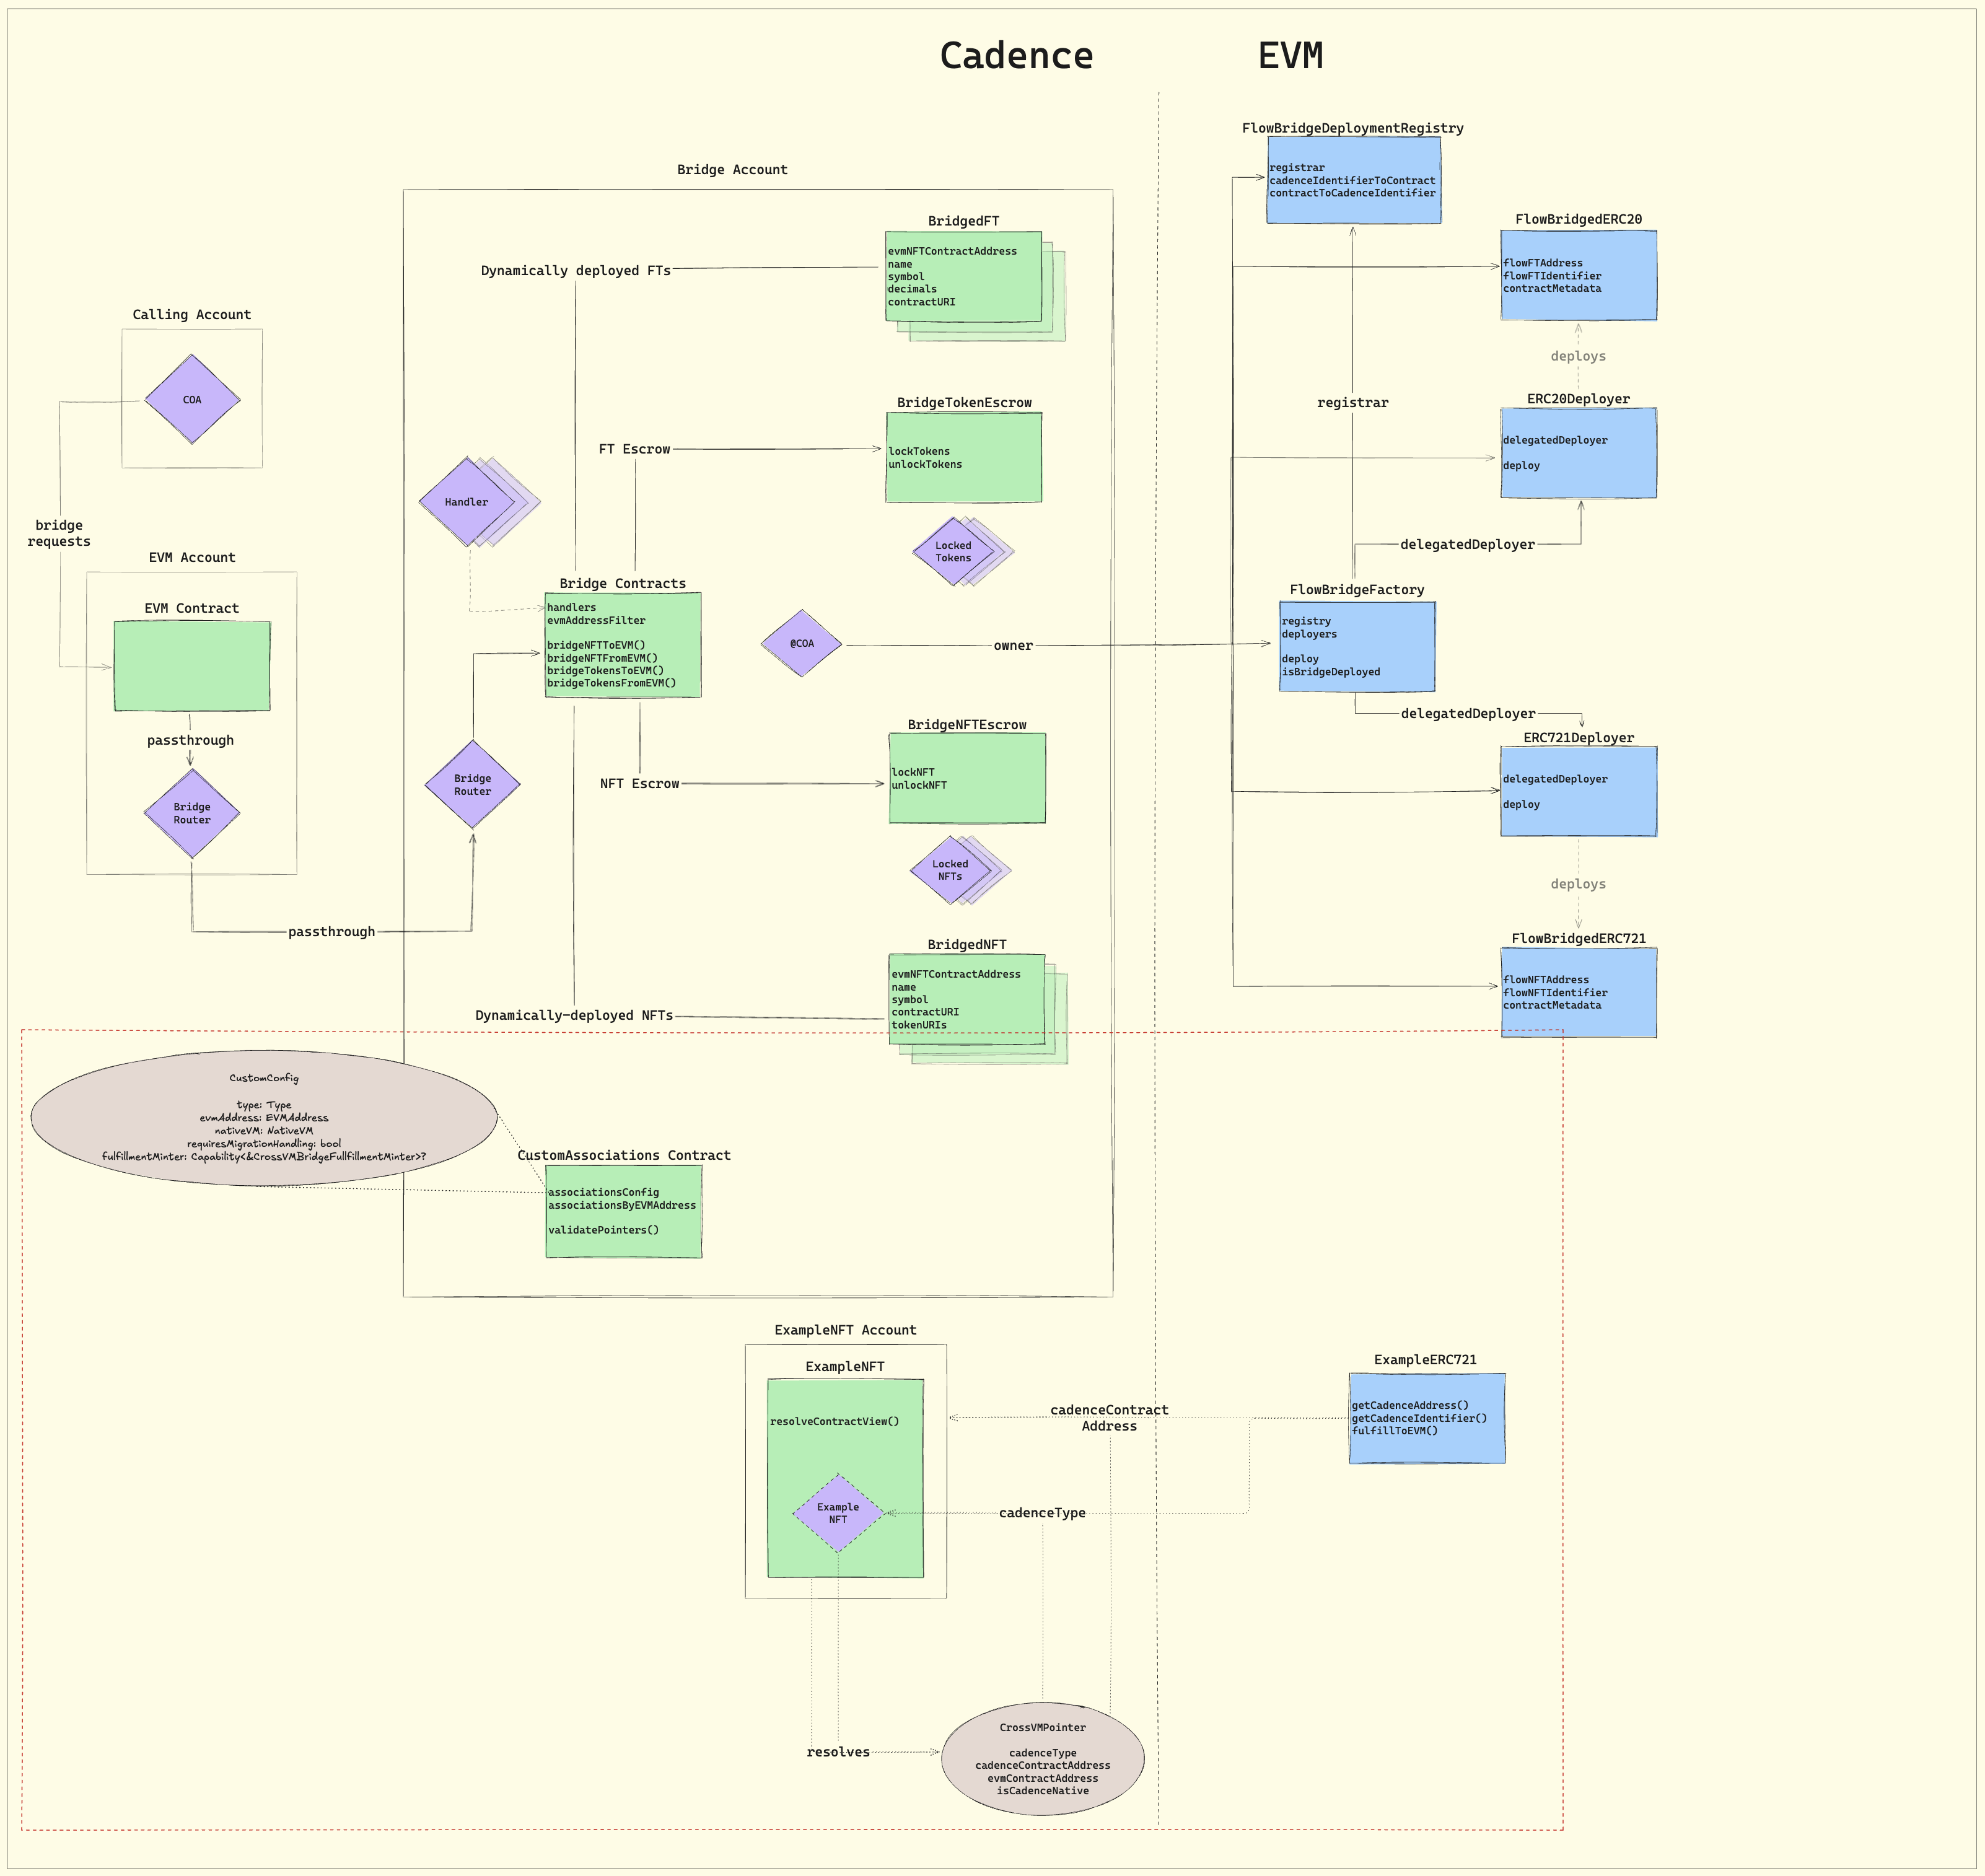 Cadence
EVM
FlowBridgeDeploymentRegistry
registrar
cadenceIdentifierToContract
contractToCadenceIdentifier
Bridge Account
BridgedFT
evmNFTContractAddress
name
symbol
decimals
contractURI
Dynamically deployed FTs
FlowBridgedERC20
flowFTAddress
flowFTIdentifier
contractMetadata
Calling Account
COA
deploys
BridgeTokenEscrow
lockTokens
unlockTokens
FT Escrow
registrar
ERC20Deployer
delegatedDeployer
deploy
Handler
bridge
requests
Locked
Tokens
delegatedDeployer
EVM Account
EVM Contract
Bridge Contracts
handlers
evmAddressFilter
bridgeNFTToEVM()
bridgeNFTFromEVM()
bridgeTokensToEVM()
bridgeTokensFromEVM()
@COA
owner
FlowBridgeFactory
registry
deployers
deploy
isBridgeDeployed
delegatedDeployer
passthrough
Bridge
Router
Bridge
Router
BridgeNFTEscrow
lockNFT
unlockNFT
NFT Escrow
ERC721Deployer
delegatedDeployer
deploy
Locked
NFTs
deploys
passthrough
BridgedNFT
evmNFTContractAddress
name
symbol
contractURI
tokenURIs
Dynamically-deployed NFTs
FlowBridgedERC721
flowNFTAddress
flowNFTIdentifier
contractMetadata
CustomConfig
type: Type
evmAddress: EVMAddress
nativeVM: NativeVM
requiresMigrationHandling: bool
fulfillmentMinter: Capability<&CrossVMBridgeFullfillmentMinter>?
CustomAssociations Contract
associationsConfig
associationsByEVMAddress
validatePointers()
ExampleNFT Account
ExampleNFT
resolveContractView()
Example
NFT
cadenceContract
Address
cadenceType
ExampleERC721
getCadenceAddress()
getCadenceIdentifier()
fulfillToEVM()
resolves
CrossVMPointer
cadenceType
cadenceContractAddress
evmContractAddress
isCadenceNative